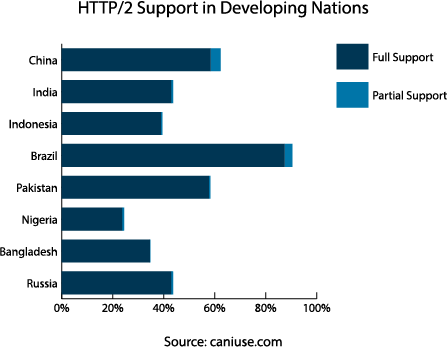 HTTP/2 Support in Developing Nations
China
India
Indonesia
Brazil
Pakistan
Nigeria
Bangladesh
Russia
0% 20% 40% 60% 80% 100%
Full Support
Partial Support
Source: caniuse.com